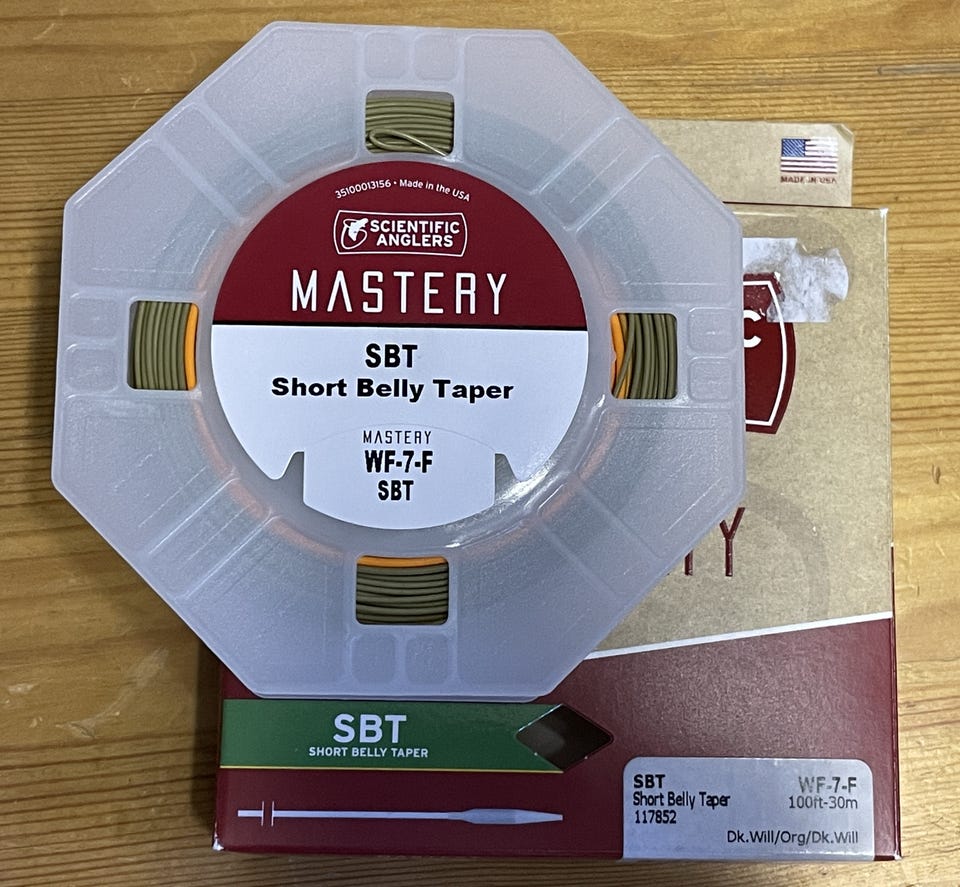 35100013156 • Made in the USA
SCIENTIFIC
ANGLERS
MASTERY
SBT
Short Belly Taper
MASTERY
WF-7-F
SBT
MADE IN USA
C
RY
SBT
SHORT BELLY TAPER
SBT
Short Belly Taper
117852
WF-7-F
100ft-30m
Dk.Will/Org/Dk.Will